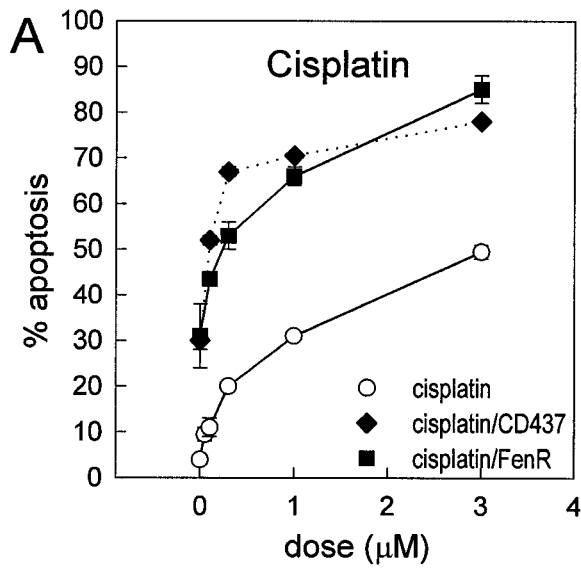 A
Cisplatin
% apoptosis
100
90
80
70
60
50
40
30
20
10
0
cisplatin
cisplatin/CD437
cisplatin/FenR
0 1 2 3 4
dose (μM)